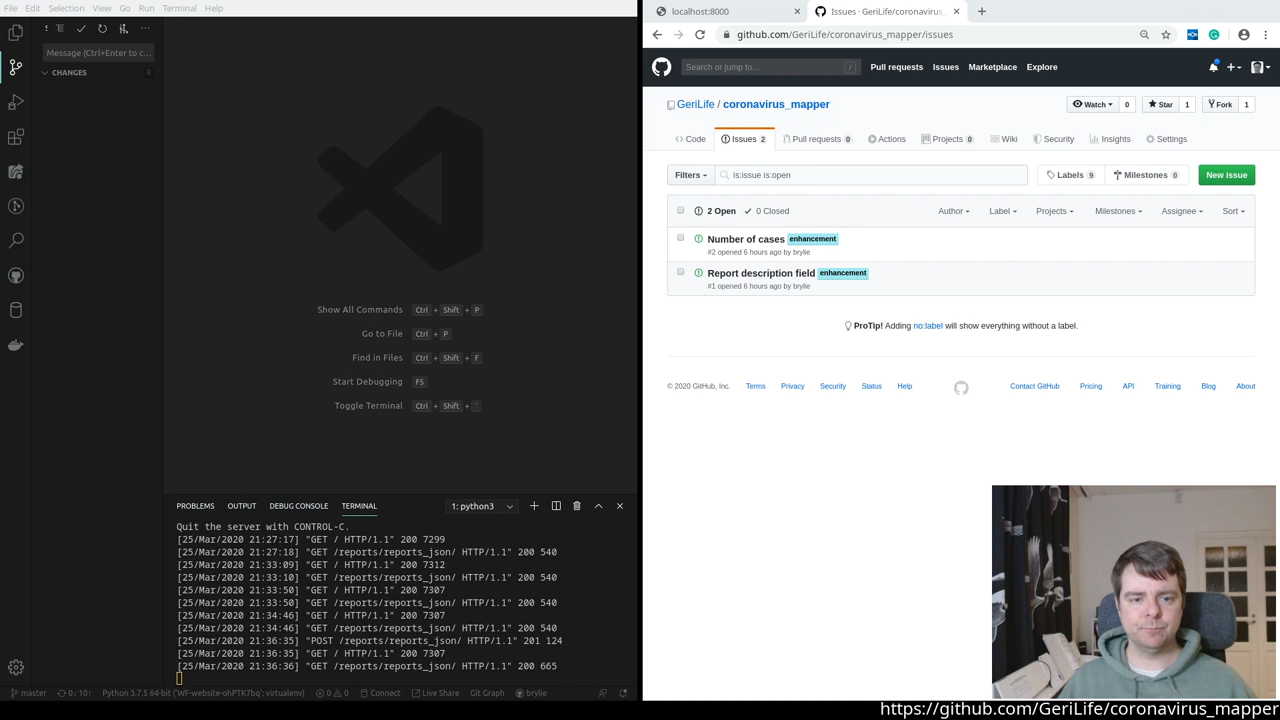 File Edit Selection View Go Run Terminal Help
Message (Ctrl+Enter to c...
CHANGES 0
Show All Commands Ctrl + Shift + P
Go to File Ctrl + P
Find in Files Ctrl + Shift + F
Start Debugging F5
Toggle Terminal Ctrl + Shift + `
PROBLEMS OUTPUT DEBUG CONSOLE TERMINAL 1: python3
Quit the server with CONTROL-C.
[25/Mar/2020 21:27:17] "GET / HTTP/1.1" 200 7299
[25/Mar/2020 21:27:18] "GET /reports/reports_json/ HTTP/1.1" 200 540
[25/Mar/2020 21:33:09] "GET / HTTP/1.1" 200 7312
[25/Mar/2020 21:33:10] "GET /reports/reports_json/ HTTP/1.1" 200 540
[25/Mar/2020 21:33:50] "GET / HTTP/1.1" 200 7307
[25/Mar/2020 21:33:50] "GET /reports/reports_json/ HTTP/1.1" 200 540
[25/Mar/2020 21:34:46] "GET / HTTP/1.1" 200 7307
[25/Mar/2020 21:34:46] "GET /reports/reports_json/ HTTP/1.1" 200 540
[25/Mar/2020 21:36:35] "POST /reports/reports_json/ HTTP/1.1" 201 124
[25/Mar/2020 21:36:35] "GET / HTTP/1.1" 200 7307
[25/Mar/2020 21:36:36] "GET /reports/reports_json/ HTTP/1.1" 200 665
master 0↓ 10↑ Python 3.7.5 64-bit ('WF-website-ohPTK7bq': virtualenv) 0 0 Connect Live Share Git Graph brylie
localhost:8000 Issues · GeriLife/coronavirus_
github.com/GeriLife/coronavirus_mapper/issues
Search or jump to… / Pull requests Issues Marketplace Explore
GeriLife / coronavirus_mapper Watch 0 Star 1 Fork 1
Code Issues 2 Pull requests 0 Actions Projects 0 Wiki Security Insights Settings
Filters is:issue is:open Labels 9 Milestones 0 New issue
2 Open 0 Closed Author Label Projects Milestones Assignee Sort
Number of cases enhancement
#2 opened 6 hours ago by brylie
Report description field enhancement
#1 opened 6 hours ago by brylie
ProTip! Adding no:label will show everything without a label.
© 2020 GitHub, Inc. Terms Privacy Security Status Help Contact GitHub Pricing API Training Blog About
https://github.com/GeriLife/coronavirus_mapper